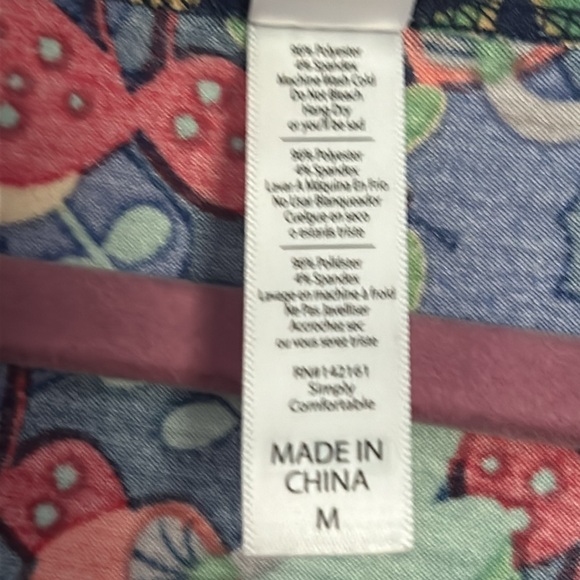 96% Polyester
4% Spandex
Machine Wash Cold
Do Not Bleach
Hang Dry
or you'll be sad
96% Polyester
4% Spandex
Lavar A Máquina En Frío
No Usar Blanqueador
Cuelgue en seco
o estarás triste
96% Poliéster
4% Spandex
Lavage en machine à froid
Ne Pas Javelliser
Accrochez sec
ou vous serez triste
RN#142161
Simply
Comfortable
MADE IN
CHINA
M